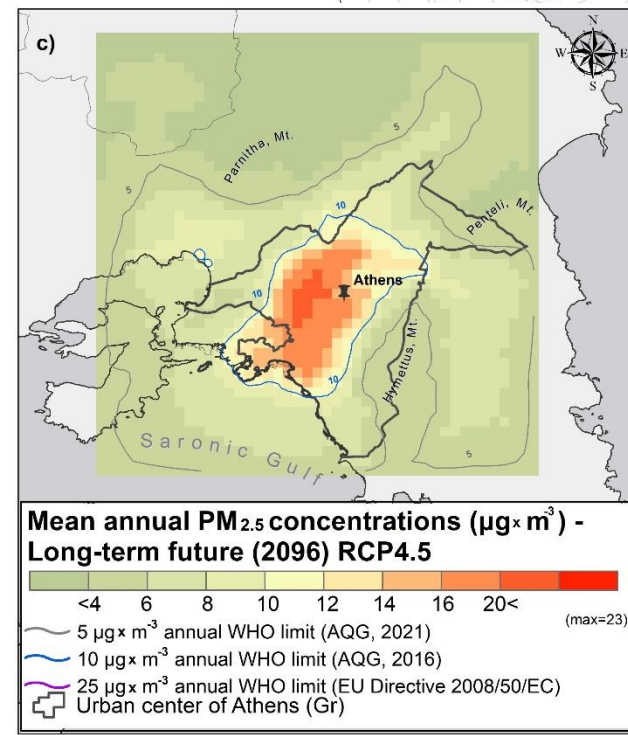 c)
N
W E
S
5
Parnitha, Mt.
5
Penteli, Mt.
10
10
Athens
10
10
Hymettus, Mt.
5
Saronic Gulf
Mean annual PM2.5 concentrations (µg× m-3) -
Long-term future (2096) RCP4.5
<4 6 8 10 12 14 16 20<
(max=23)
5 µg× m-3 annual WHO limit (AQG, 2021)
10 µg× m-3 annual WHO limit (AQG, 2016)
25 µg× m-3 annual WHO limit (EU Directive 2008/50/EC)
Urban center of Athens (Gr)